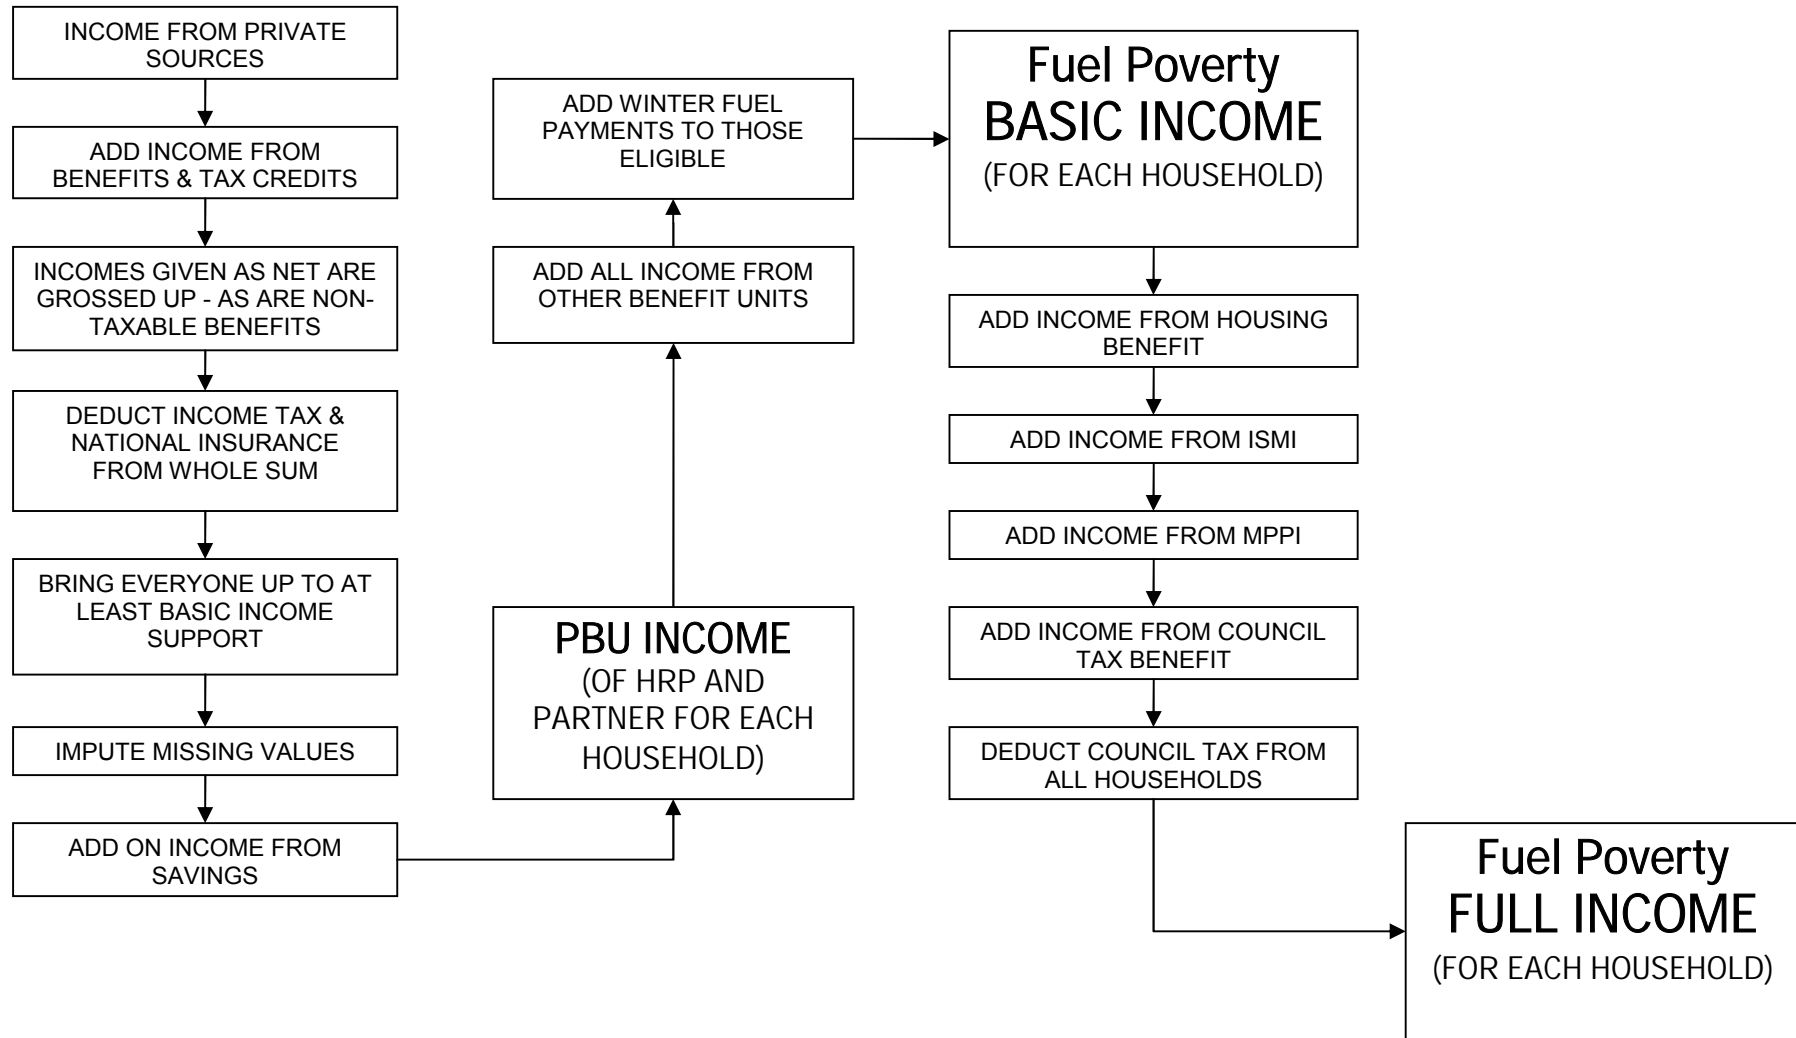 INCOME FROM PRIVATE
SOURCES
ADD INCOME FROM
BENEFITS & TAX CREDITS
INCOMES GIVEN AS NET ARE
GROSSED UP - AS ARE NON-
TAXABLE BENEFITS
DEDUCT INCOME TAX &
NATIONAL INSURANCE
FROM WHOLE SUM
BRING EVERYONE UP TO AT
LEAST BASIC INCOME
SUPPORT
IMPUTE MISSING VALUES
ADD ON INCOME FROM
SAVINGS
PBU INCOME
(OF HRP AND
PARTNER FOR EACH
HOUSEHOLD)
ADD ALL INCOME FROM
OTHER BENEFIT UNITS
ADD WINTER FUEL
PAYMENTS TO THOSE
ELIGIBLE
Fuel Poverty
BASIC INCOME
(FOR EACH HOUSEHOLD)
ADD INCOME FROM HOUSING
BENEFIT
ADD INCOME FROM ISMI
ADD INCOME FROM MPPI
ADD INCOME FROM COUNCIL
TAX BENEFIT
DEDUCT COUNCIL TAX FROM
ALL HOUSEHOLDS
Fuel Poverty
FULL INCOME
(FOR EACH HOUSEHOLD)